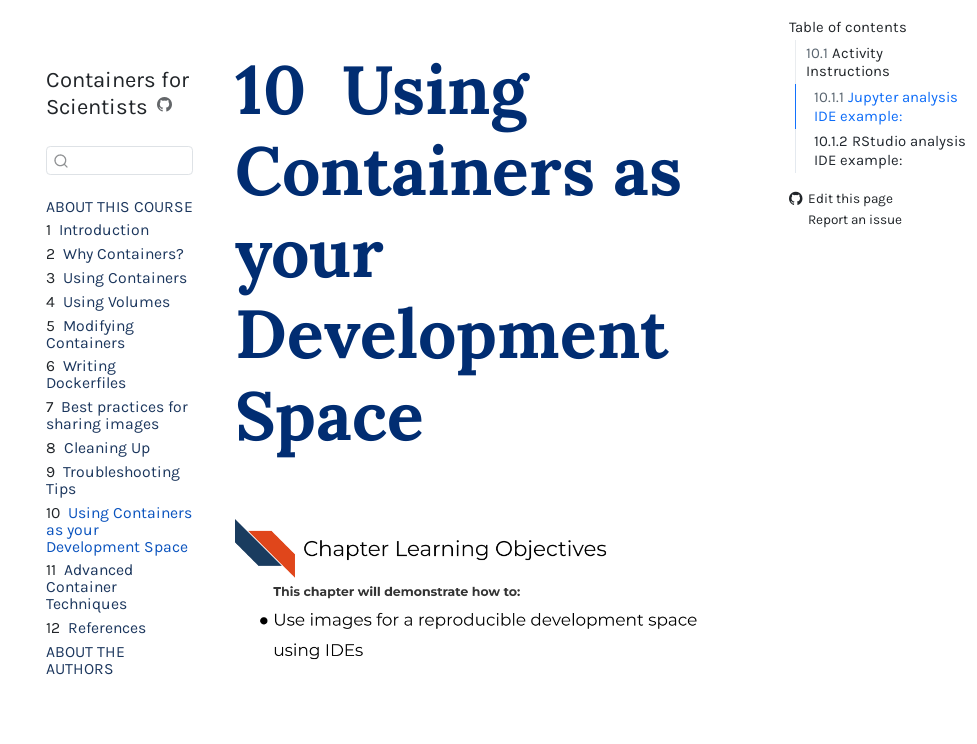 Containers for
Scientists
ABOUT THIS COURSE
1 Introduction
2 Why Containers?
3 Using Containers
4 Using Volumes
5 Modifying
Containers
6 Writing
Dockerfiles
7 Best practices for
sharing images
8 Cleaning Up
9 Troubleshooting
Tips
10 Using Containers
as your
Development Space
11 Advanced
Container
Techniques
12 References
ABOUT THE
AUTHORS
10 Using
Containers as
your
Development
Space
Chapter Learning Objectives
This chapter will demonstrate how to:
● Use images for a reproducible development space
using IDEs
Table of contents
10.1 Activity
Instructions
10.1.1 Jupyter analysis
IDE example:
10.1.2 RStudio analysis
IDE example:
Edit this page
Report an issue